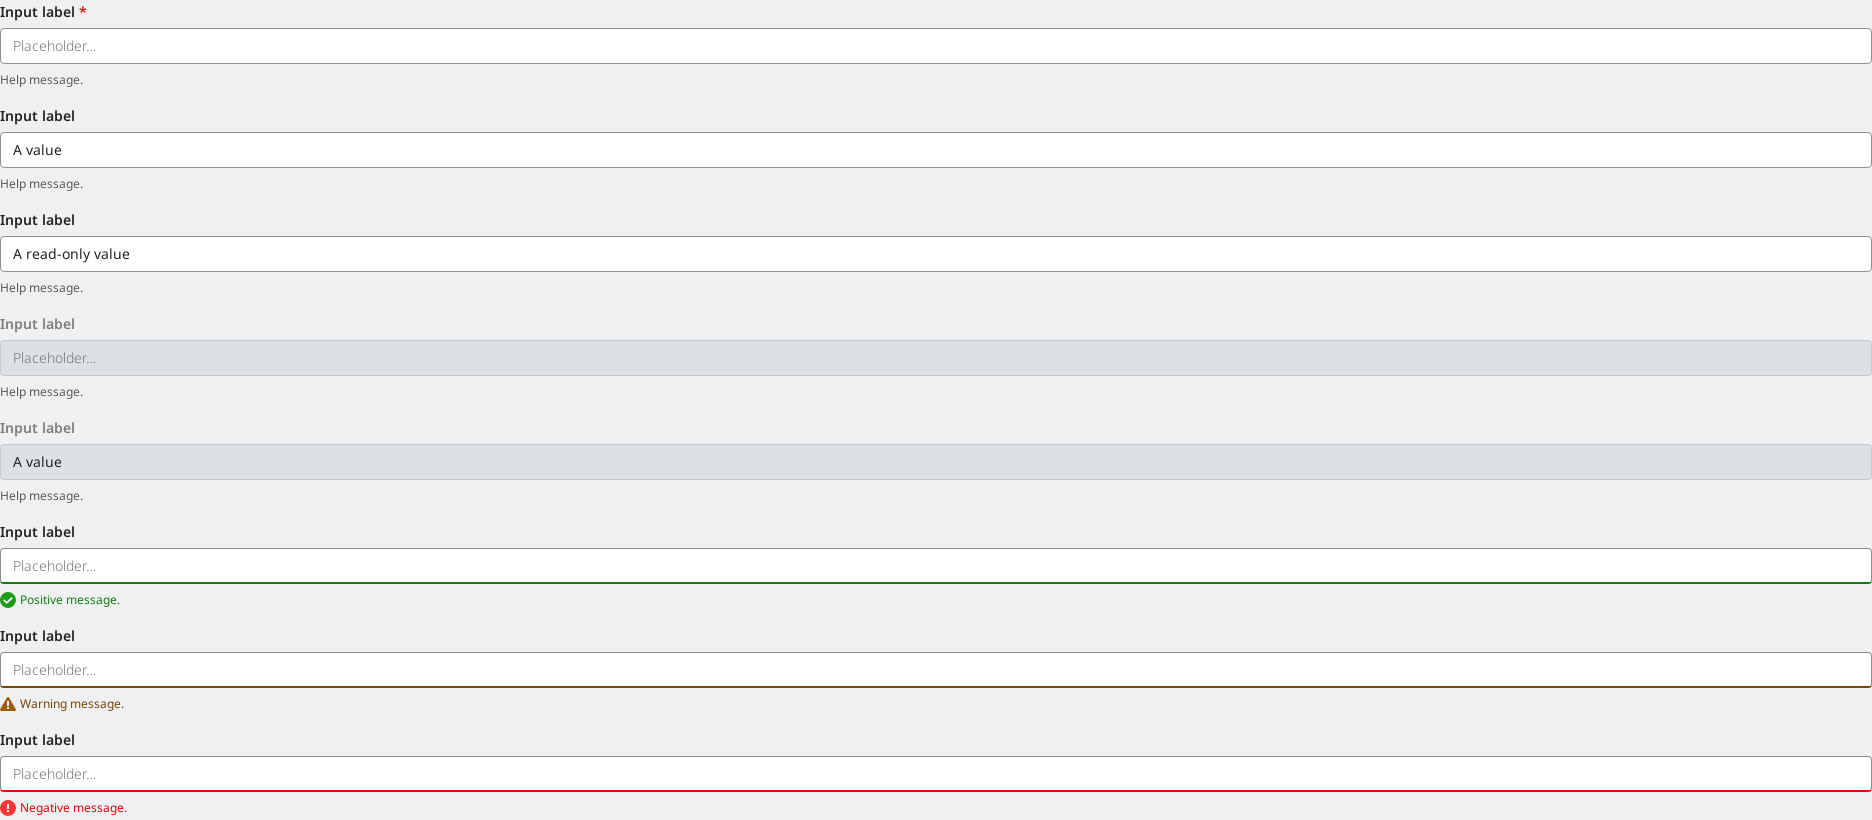 Input label *
Placeholder...
Help message.
Input label
A value
Help message.
Input label
A read-only value
Help message.
Input label
Placeholder...
Help message.
Input label
A value
Help message.
Input label
Placeholder...
Positive message.
Input label
Placeholder...
Warning message.
Input label
Placeholder...
Negative message.